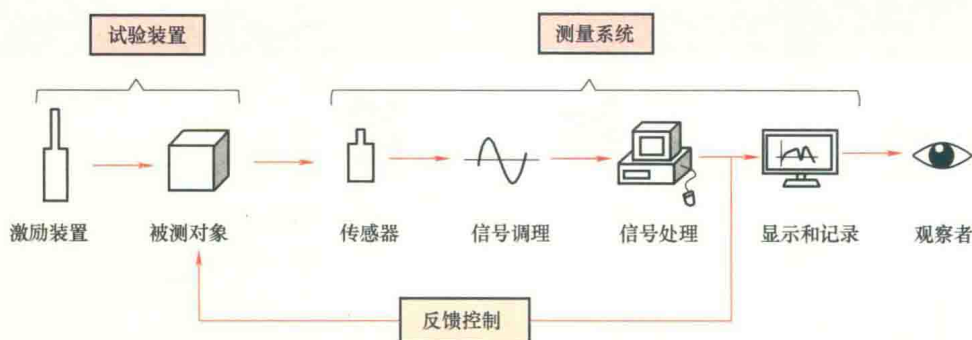 试验装置
测量系统
激励装置
被测对象
传感器
信号调理
信号处理
显示和记录
观察者
反馈控制